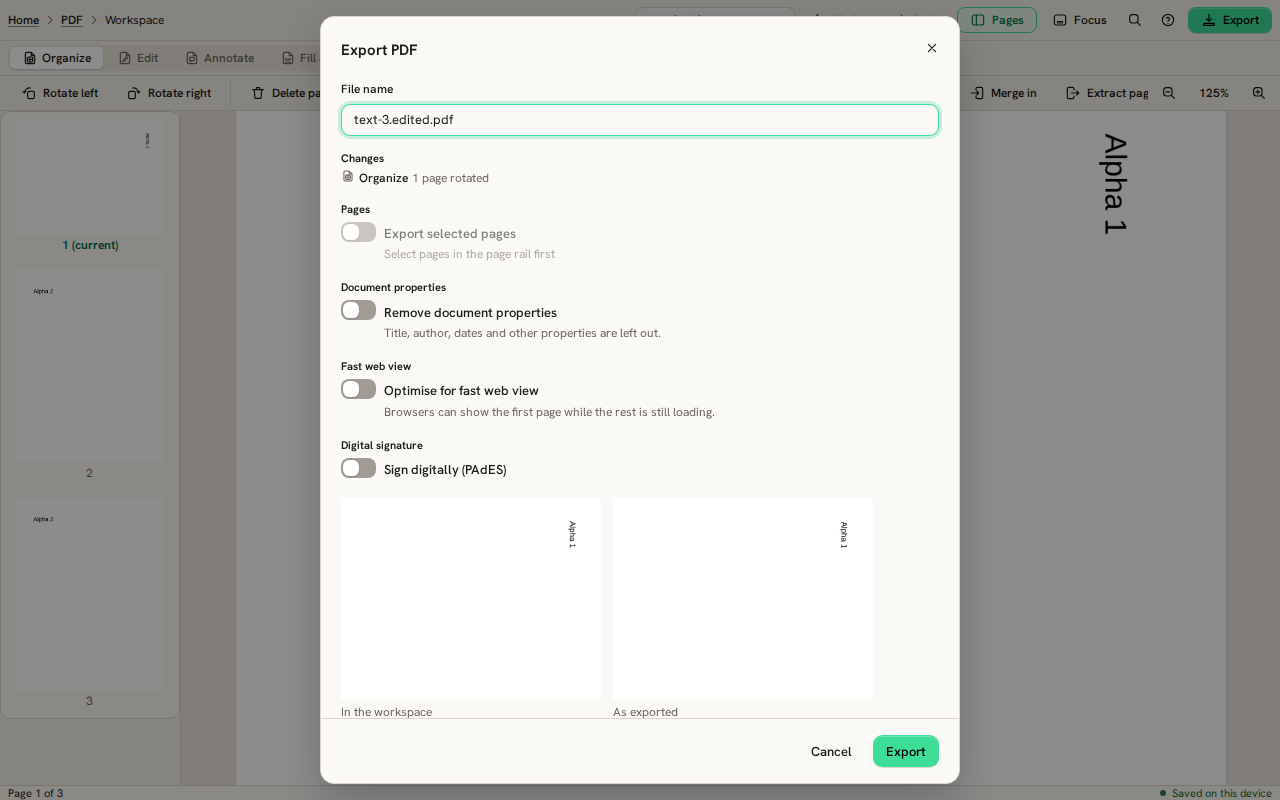 Home > PDF > Workspace
Pages
Focus
Export
Organize
Edit
Annotate
Fill
Rotate left
Rotate right
Delete pa
Merge in
Extract pag
125%
Alpha 1
1 (current)
Alpha 2
2
Alpha 3
3
Alpha 1
Export PDF
File name
text-3.edited.pdf
Changes
Organize 1 page rotated
Pages
Export selected pages
Select pages in the page rail first
Document properties
Remove document properties
Title, author, dates and other properties are left out.
Fast web view
Optimise for fast web view
Browsers can show the first page while the rest is still loading.
Digital signature
Sign digitally (PAdES)
Alpha 1
Alpha 1
In the workspace
As exported
Cancel
Export
Page 1 of 3
Saved on this device